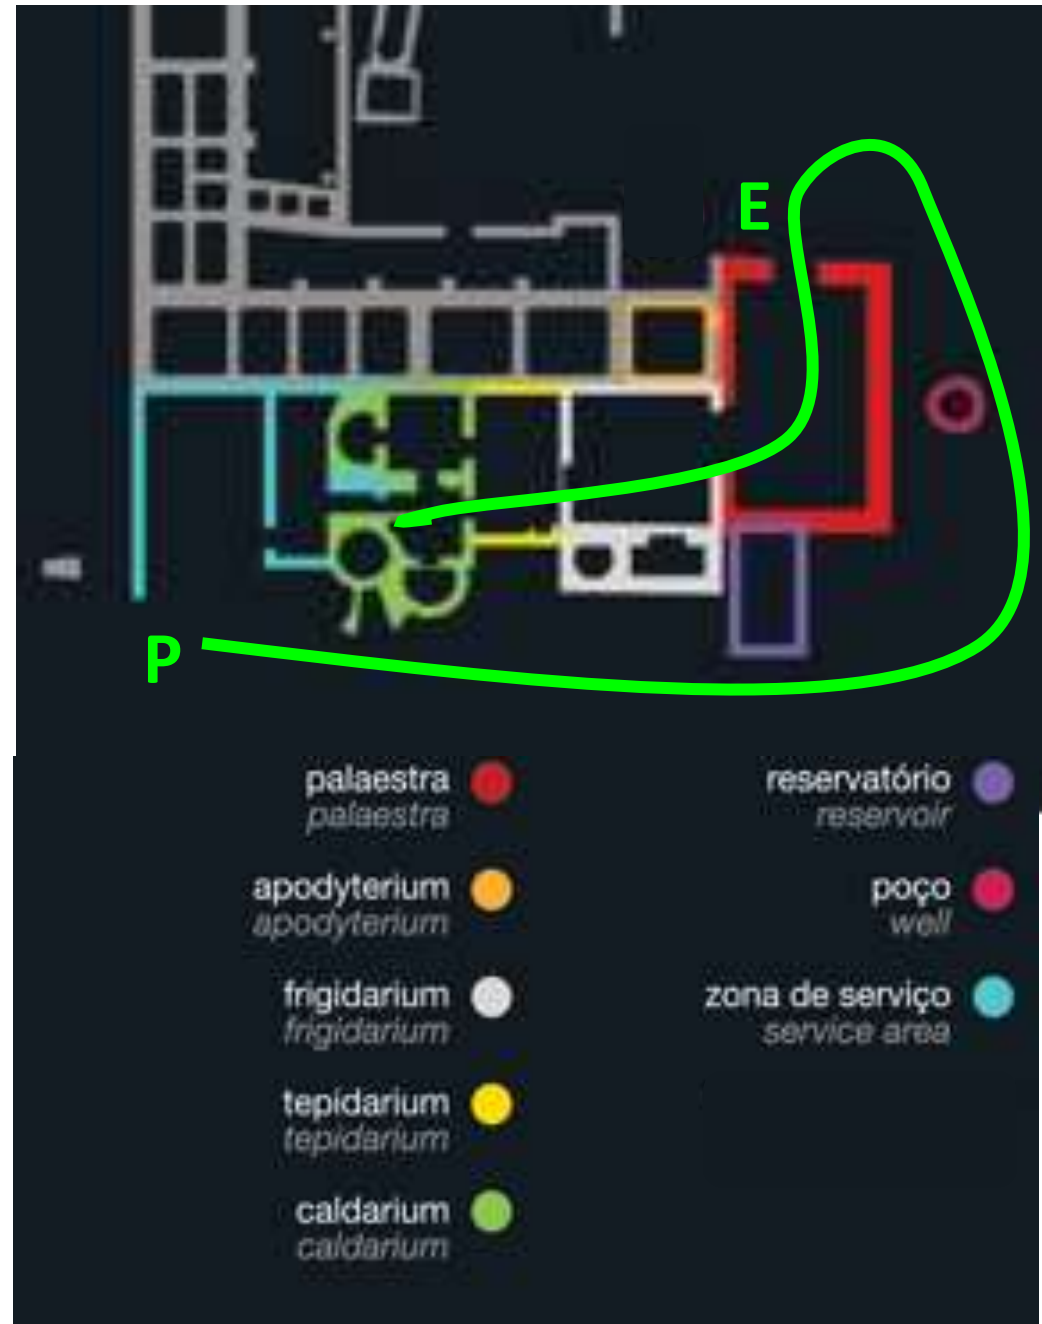 E
P
palaestra
palaestra
apodyterium
apodyterium
frigidarium
frigidarium
tepidarium
tepidarium
caldarium
caldarium
reservatório
reservoir
poço
well
zona de serviço
service area